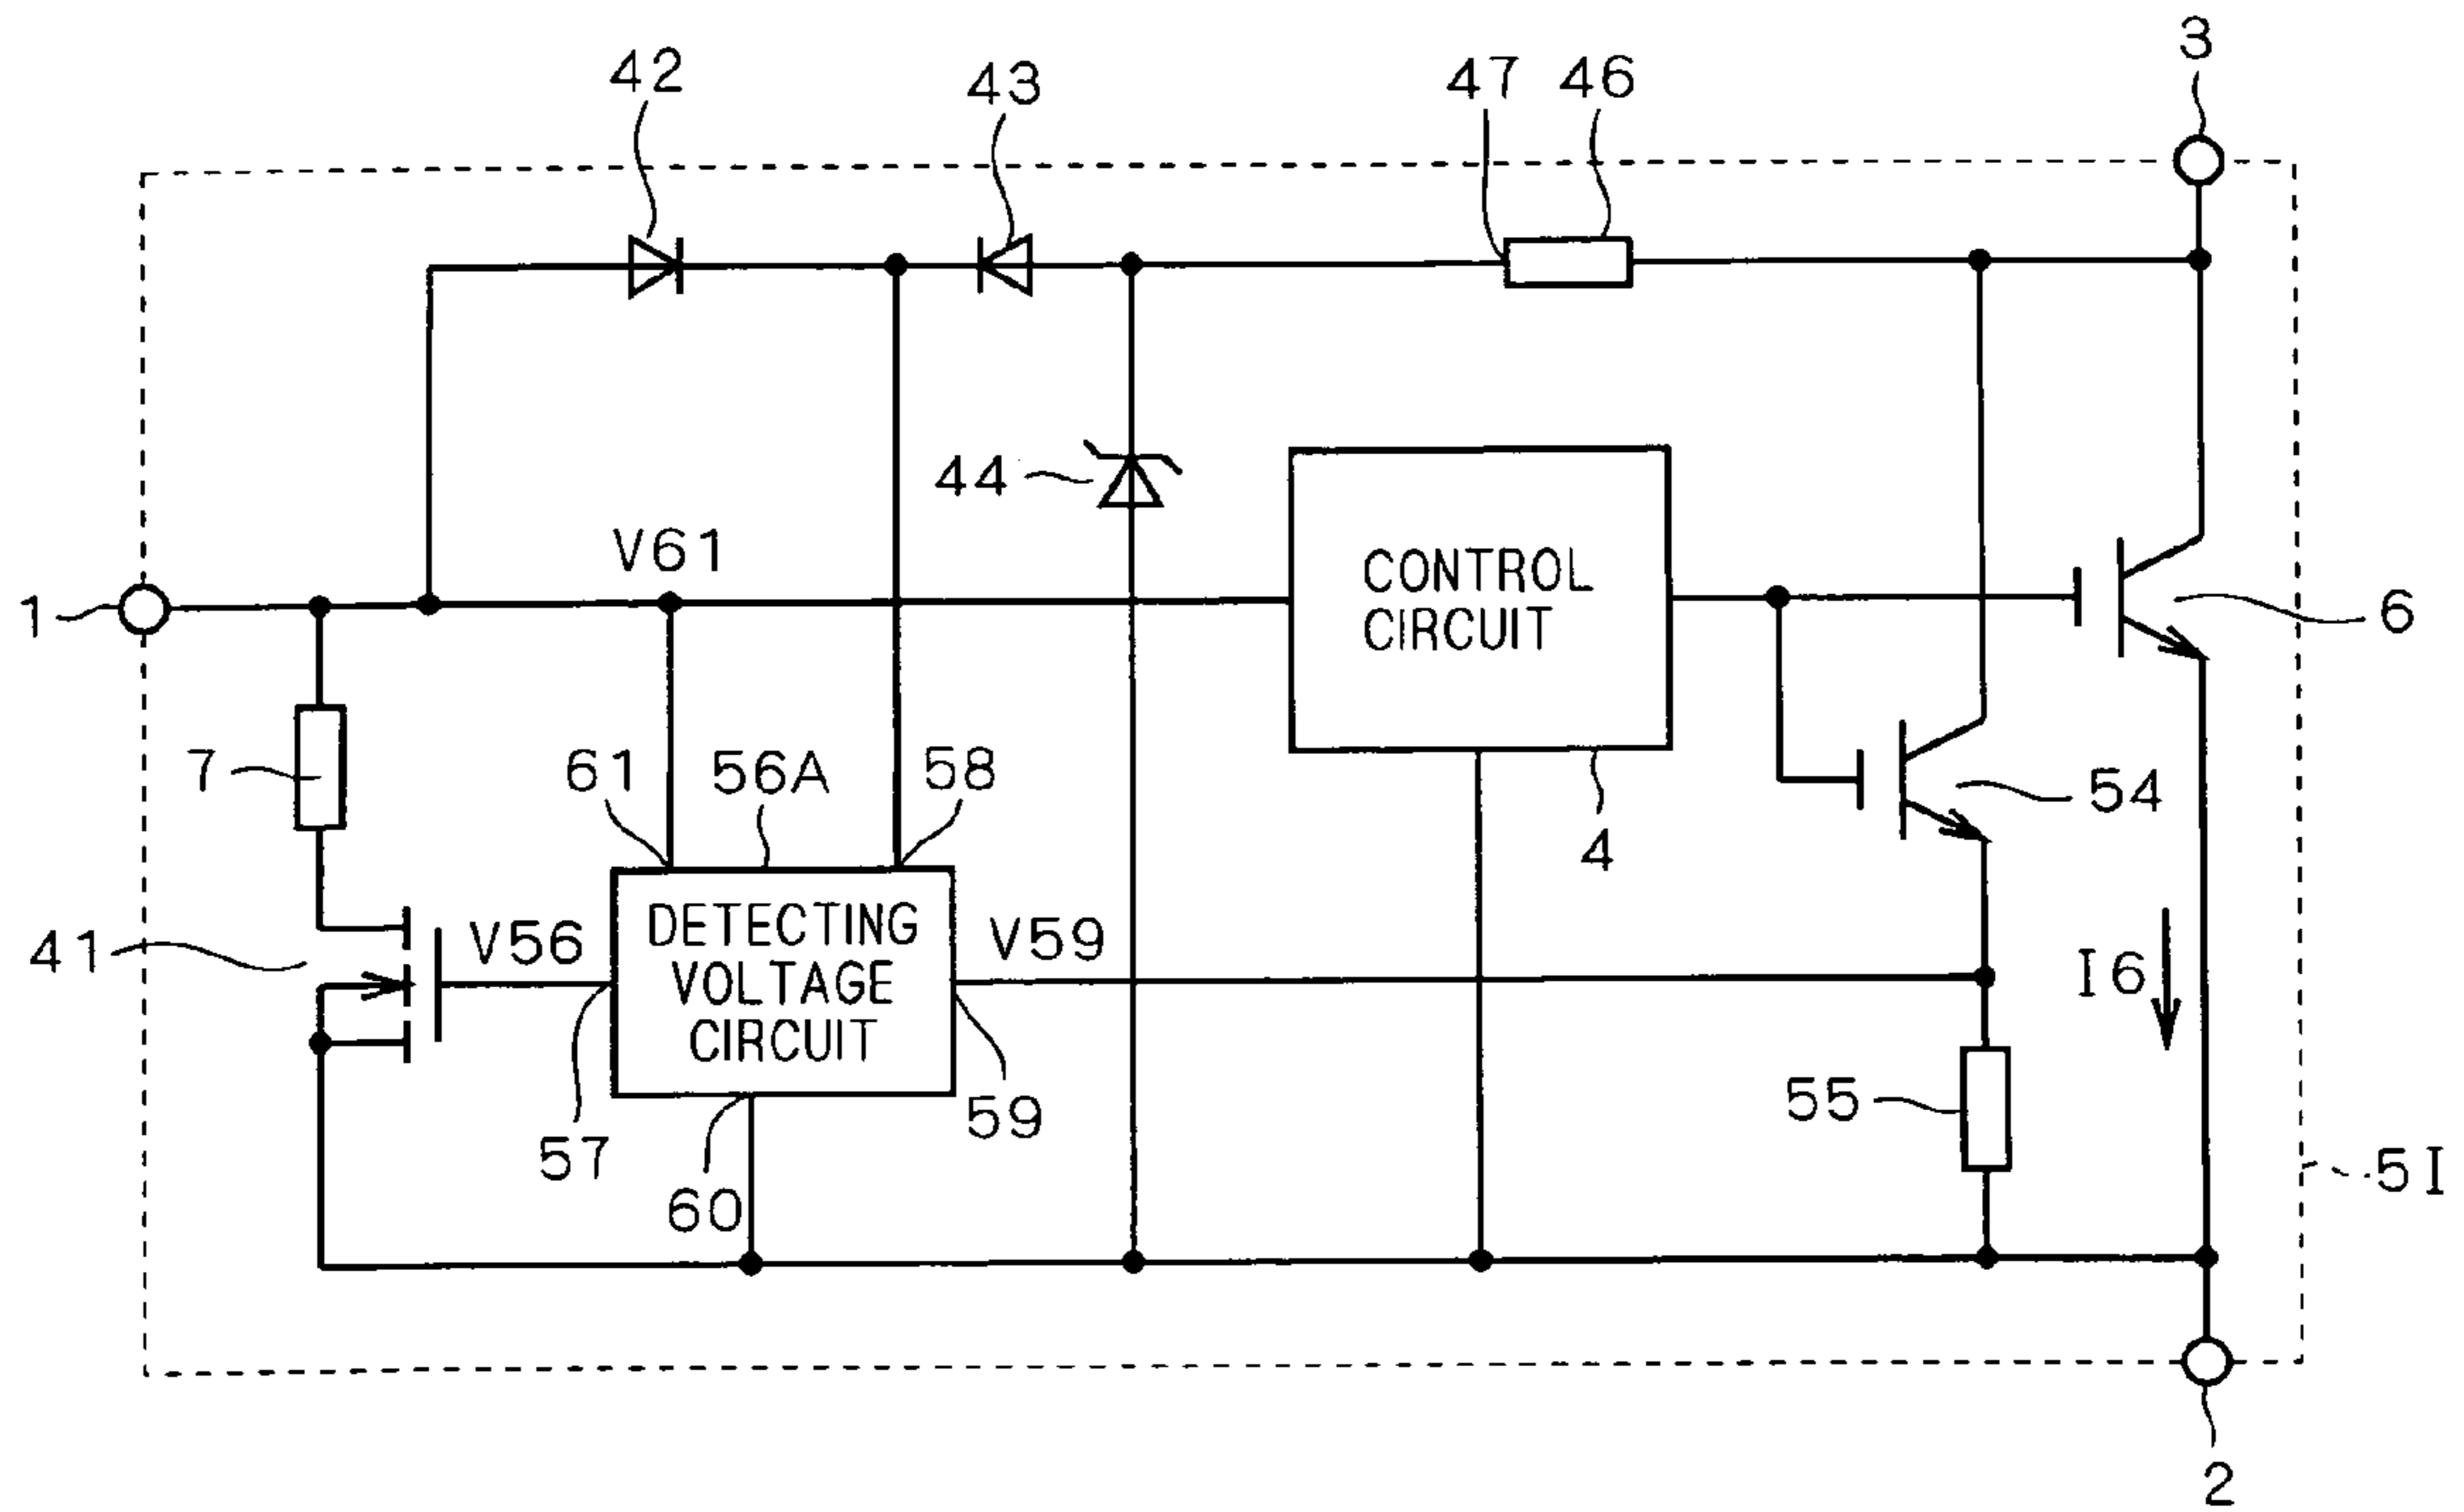 3
42
43
47
46
44
V61
CONTROL
CIRCUIT
1
6
7
61
56A
58
54
4
41
V56
DETECTING
VOLTAGE
CIRCUIT
V59
I6
55
59
57
60
5I
2